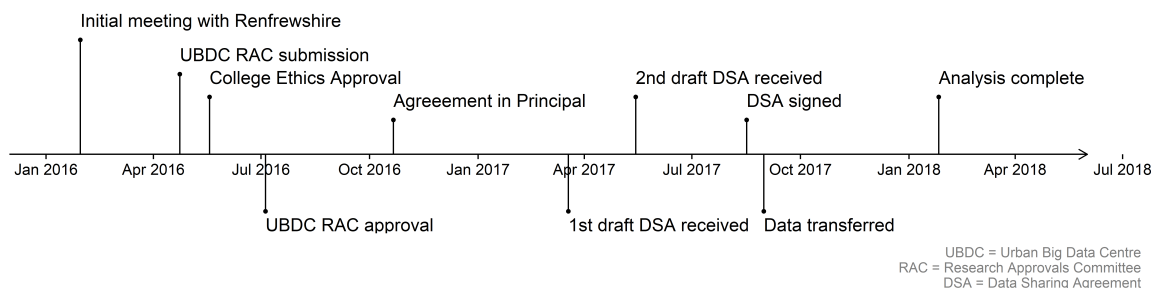 Initial meeting with Renfrewshire
UBDC RAC submission
College Ethics Approval
2nd draft DSA received
Analysis complete
Agreeement in Principal
DSA signed
Jan 2016 Apr 2016 Jul 2016 Oct 2016 Jan 2017 Apr 2017 Jul 2017 Oct 2017 Jan 2018 Apr 2018 Jul 2018
UBDC RAC approval
1st draft DSA received
Data transferred
UBDC = Urban Big Data Centre
RAC = Research Approvals Committee
DSA = Data Sharing Agreement